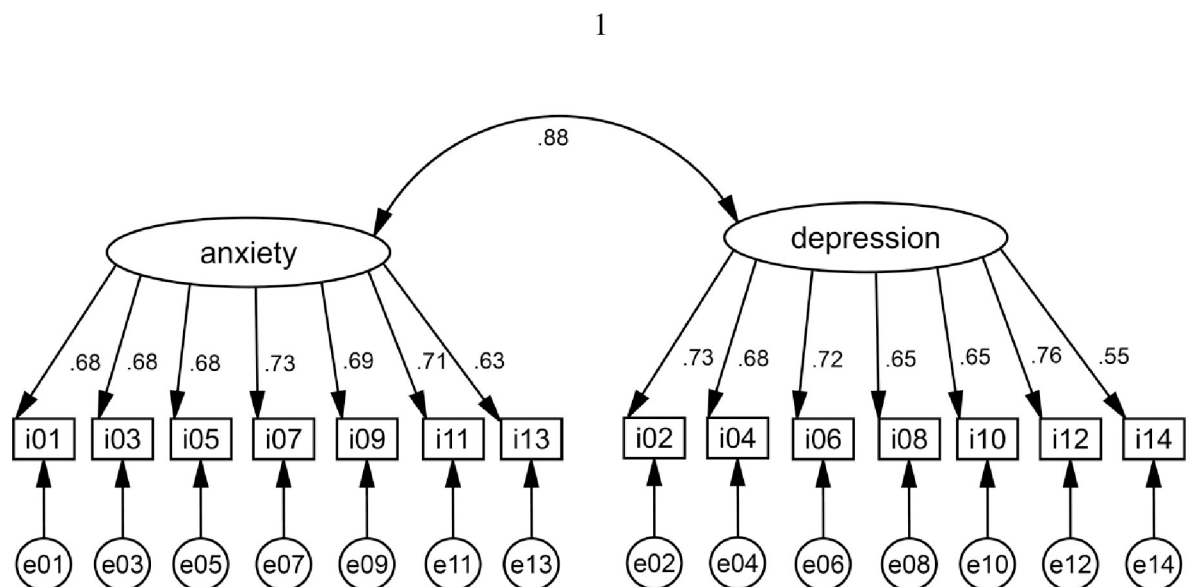 1
.88
anxiety
depression
.68 .68 .68 .73 .69 .71 .63
.73 .68 .72 .65 .65 .76 .55
i01 i03 i05 i07 i09 i11 i13
i02 i04 i06 i08 i10 i12 i14
e01 e03 e05 e07 e09 e11 e13
e02 e04 e06 e08 e10 e12 e14